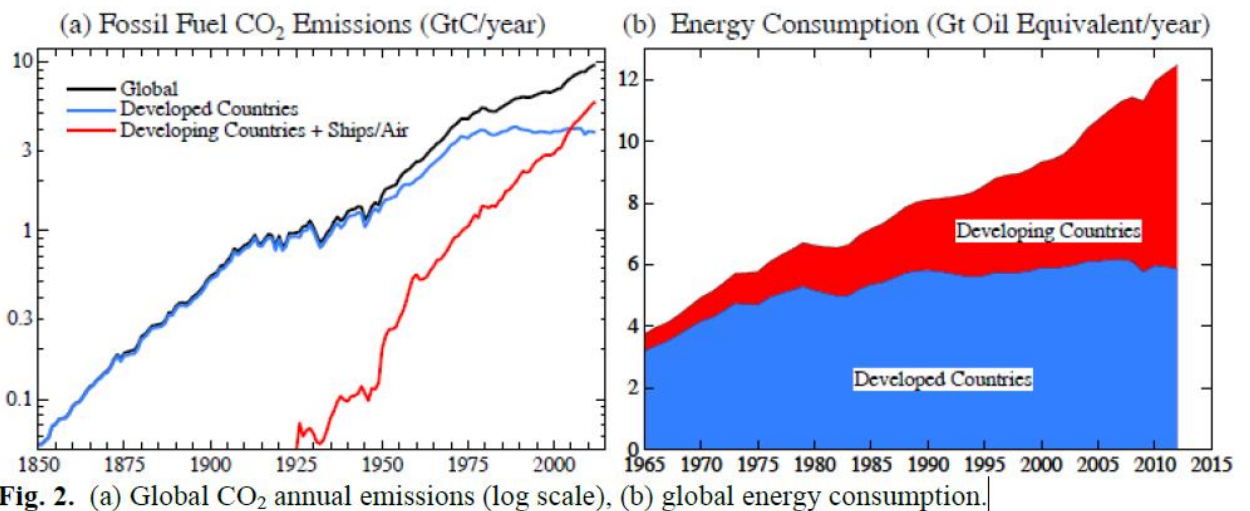 (a) Fossil Fuel CO₂ Emissions (GtC/year)
(b) Energy Consumption (Gt Oil Equivalent/year)
10
3
1
0.3
0.1
Global
Developed Countries
Developing Countries + Ships/Air
1850 1875 1900 1925 1950 1975 2000
12
10
8
6
4
2
0
Developing Countries
Developed Countries
1965 1970 1975 1980 1985 1990 1995 2000 2005 2010 2015
Fig. 2. (a) Global CO₂ annual emissions (log scale), (b) global energy consumption.